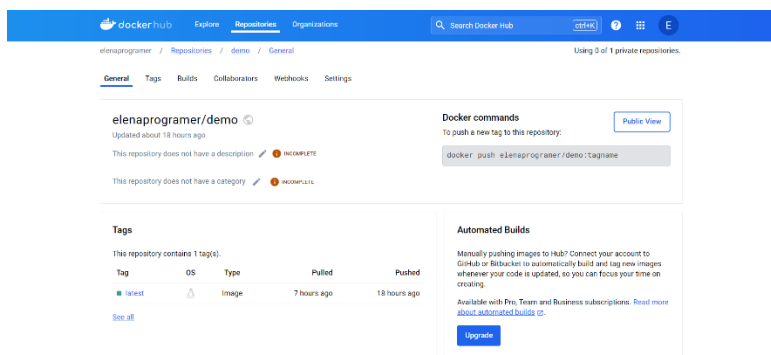 dockerhub Explore Repositories Organizations Search Docker Hub ctrl+K ? E
elenaprogramer / Repositories / demo / General Using 0 of 1 private repositories.
General Tags Builds Collaborators Webhooks Settings
elenaprogramer/demo
Updated about 18 hours ago
This repository does not have a description INCOMPLETE
This repository does not have a category INCOMPLETE
Docker commands
Public View
To push a new tag to this repository:
docker push elenaprogramer/demo:tagname
Tags
This repository contains 1 tag(s).
Tag OS Type Pulled Pushed
latest Image 7 hours ago 18 hours ago
See all
Automated Builds
Manually pushing images to Hub? Connect your account to
GitHub or Bitbucket to automatically build and tag new images
whenever your code is updated, so you can focus your time on
creating.
Available with Pro, Team and Business subscriptions. Read more
about automated builds.
Upgrade